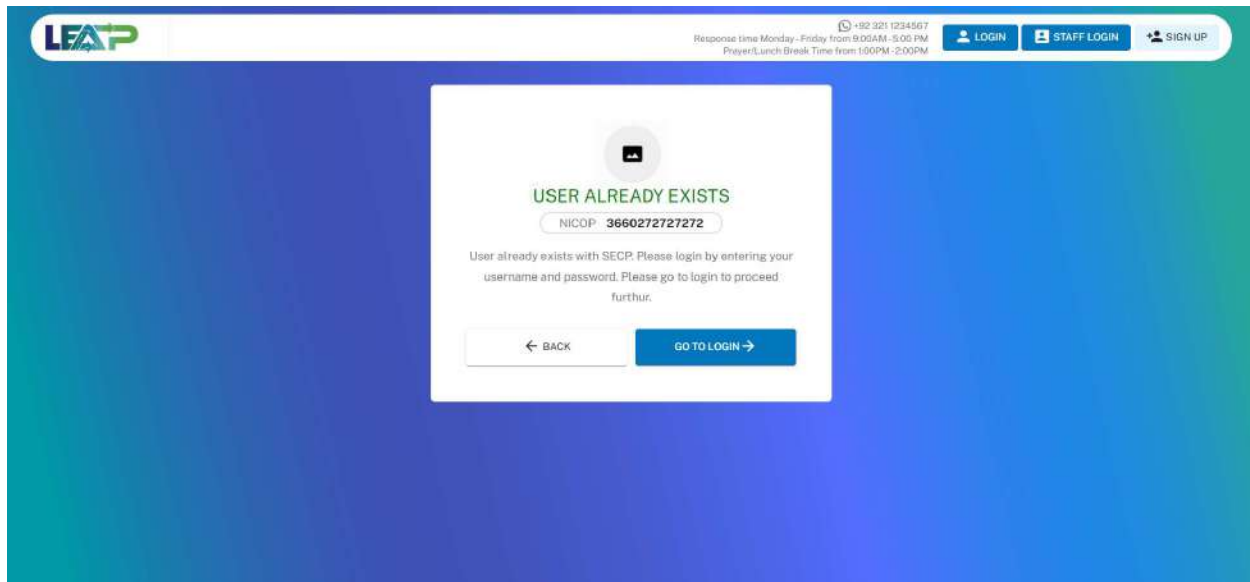 LEAP
+92 321 1234567
Response time Monday - Friday from 9:00AM - 5:00 PM
Prayer/Lunch Break Time from 1:00PM - 2:00PM
LOGIN
STAFF LOGIN
SIGN UP
USER ALREADY EXISTS
NICOP 3660272727272
User already exists with SECP. Please login by entering your
username and password. Please go to login to proceed
furthur.
BACK
GO TO LOGIN